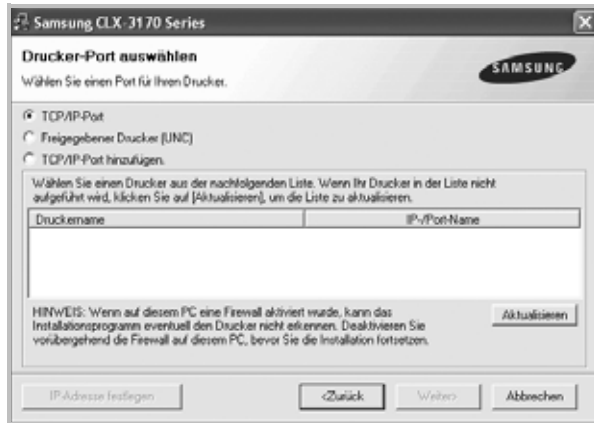 Samsung CLX-3170 Series
Drucker-Port auswählen
Wählen Sie einen Port für Ihren Drucker.
SAMSUNG
TCP/IP-Port
Freigegebener Drucker (UNC)
TCP/IP-Port hinzufügen.
Wählen Sie einen Drucker aus der nachfolgenden Liste. Wenn Ihr Drucker in der Liste nicht
aufgeführt wird, klicken Sie auf [Aktualisieren], um die Liste zu aktualisieren.
Druckername IP-/Port-Name
HINWEIS: Wenn auf diesem PC eine Firewall aktiviert wurde, kann das
Installationsprogramm eventuell den Drucker nicht erkennen. Deaktivieren Sie
vorübergehend die Firewall auf diesem PC, bevor Sie die Installation fortsetzen.
Aktualisieren
IP-Adresse festlegen <Zurück Weiter> Abbrechen